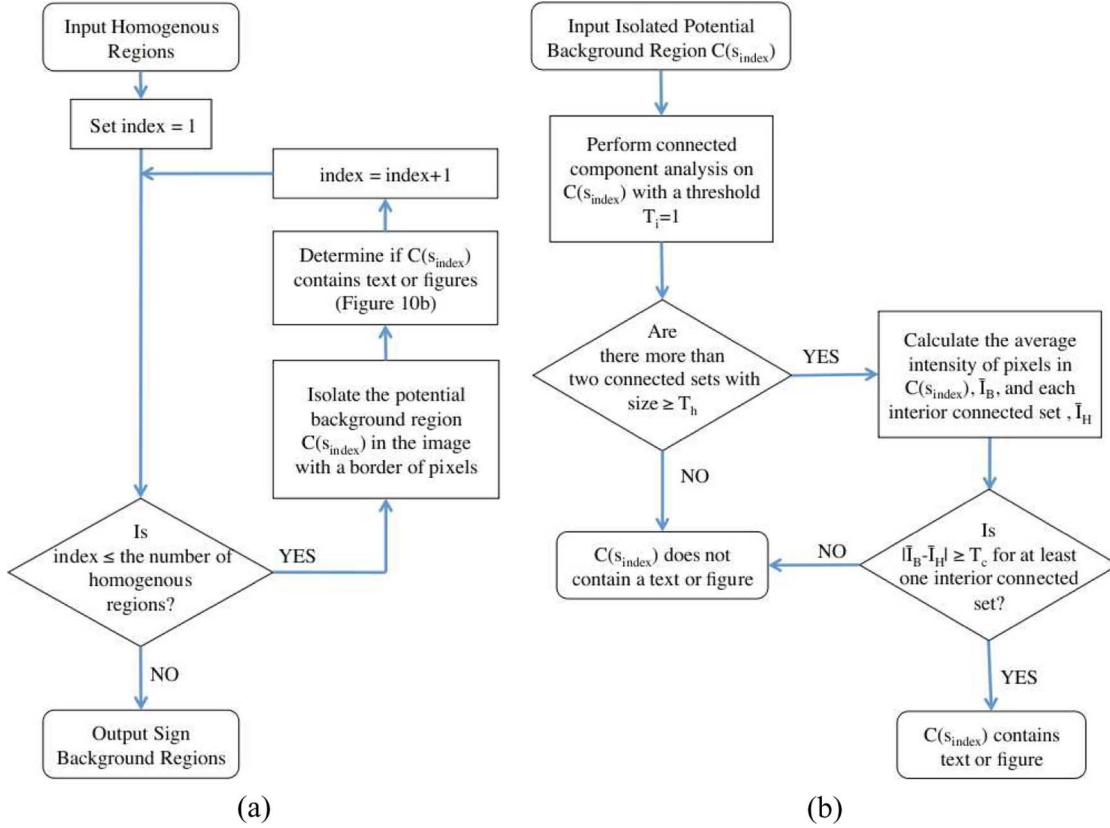 Input Homogenous
Regions
Set index = 1
index = index+1
Determine if C(s_index)
contains text or figures
(Figure 10b)
Isolate the potential
background region
C(s_index) in the image
with a border of pixels
Is
index ≤ the number of
homogenous
regions?
YES
NO
Output Sign
Background Regions
(a)
Input Isolated Potential
Background Region C(s_index)
Perform connected
component analysis on
C(s_index) with a threshold
T_i=1
Are
there more than
two connected sets with
size ≥ T_h
YES
NO
Calculate the average
intensity of pixels in
C(s_index), Ī_B, and each
interior connected set , Ī_H
Is
|Ī_B-Ī_H| ≥ T_c for at least
one interior connected
set?
NO
C(s_index) does not
contain a text or figure
YES
C(s_index) contains
text or figure
(b)